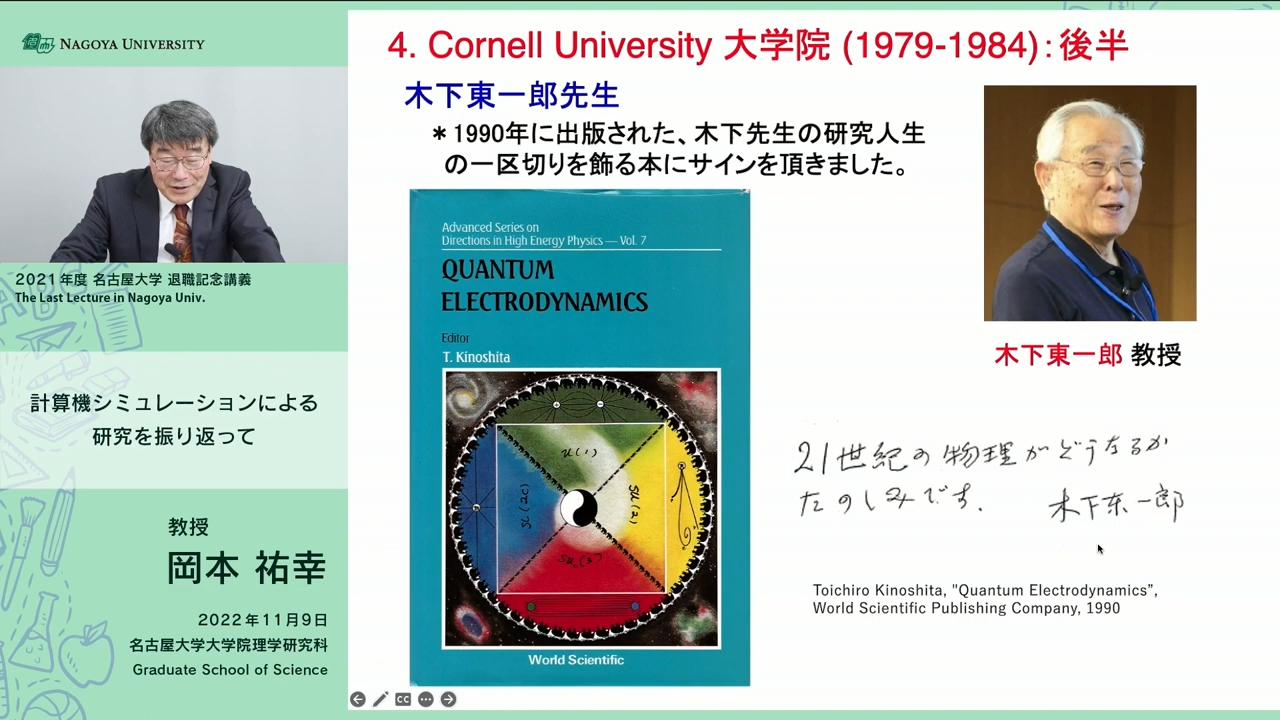 NAGOYA UNIVERSITY
2021年度 名古屋大学 退職記念講義
The Last Lecture in Nagoya Univ.
計算機シミュレーションによる
研究を振り返って
教授
岡本 祐幸
2022年11月9日
名古屋大学大学院理学研究科
Graduate School of Science
4. Cornell University 大学院 (1979-1984)：後半
木下東一郎先生
＊1990年に出版された、木下先生の研究人生
の一区切りを飾る本にサインを頂きました。
Advanced Series on
Directions in High Energy Physics — Vol. 7
QUANTUM
ELECTRODYNAMICS
Editor
T. Kinoshita
U(1)
SL(2C)
SU(2)
SUc(3)
World Scientific
木下東一郎 教授
21世紀の物理がどうなるか
たのしみです. 木下东一郎
Toichiro Kinoshita, "Quantum Electrodynamics”,
World Scientific Publishing Company, 1990
CC